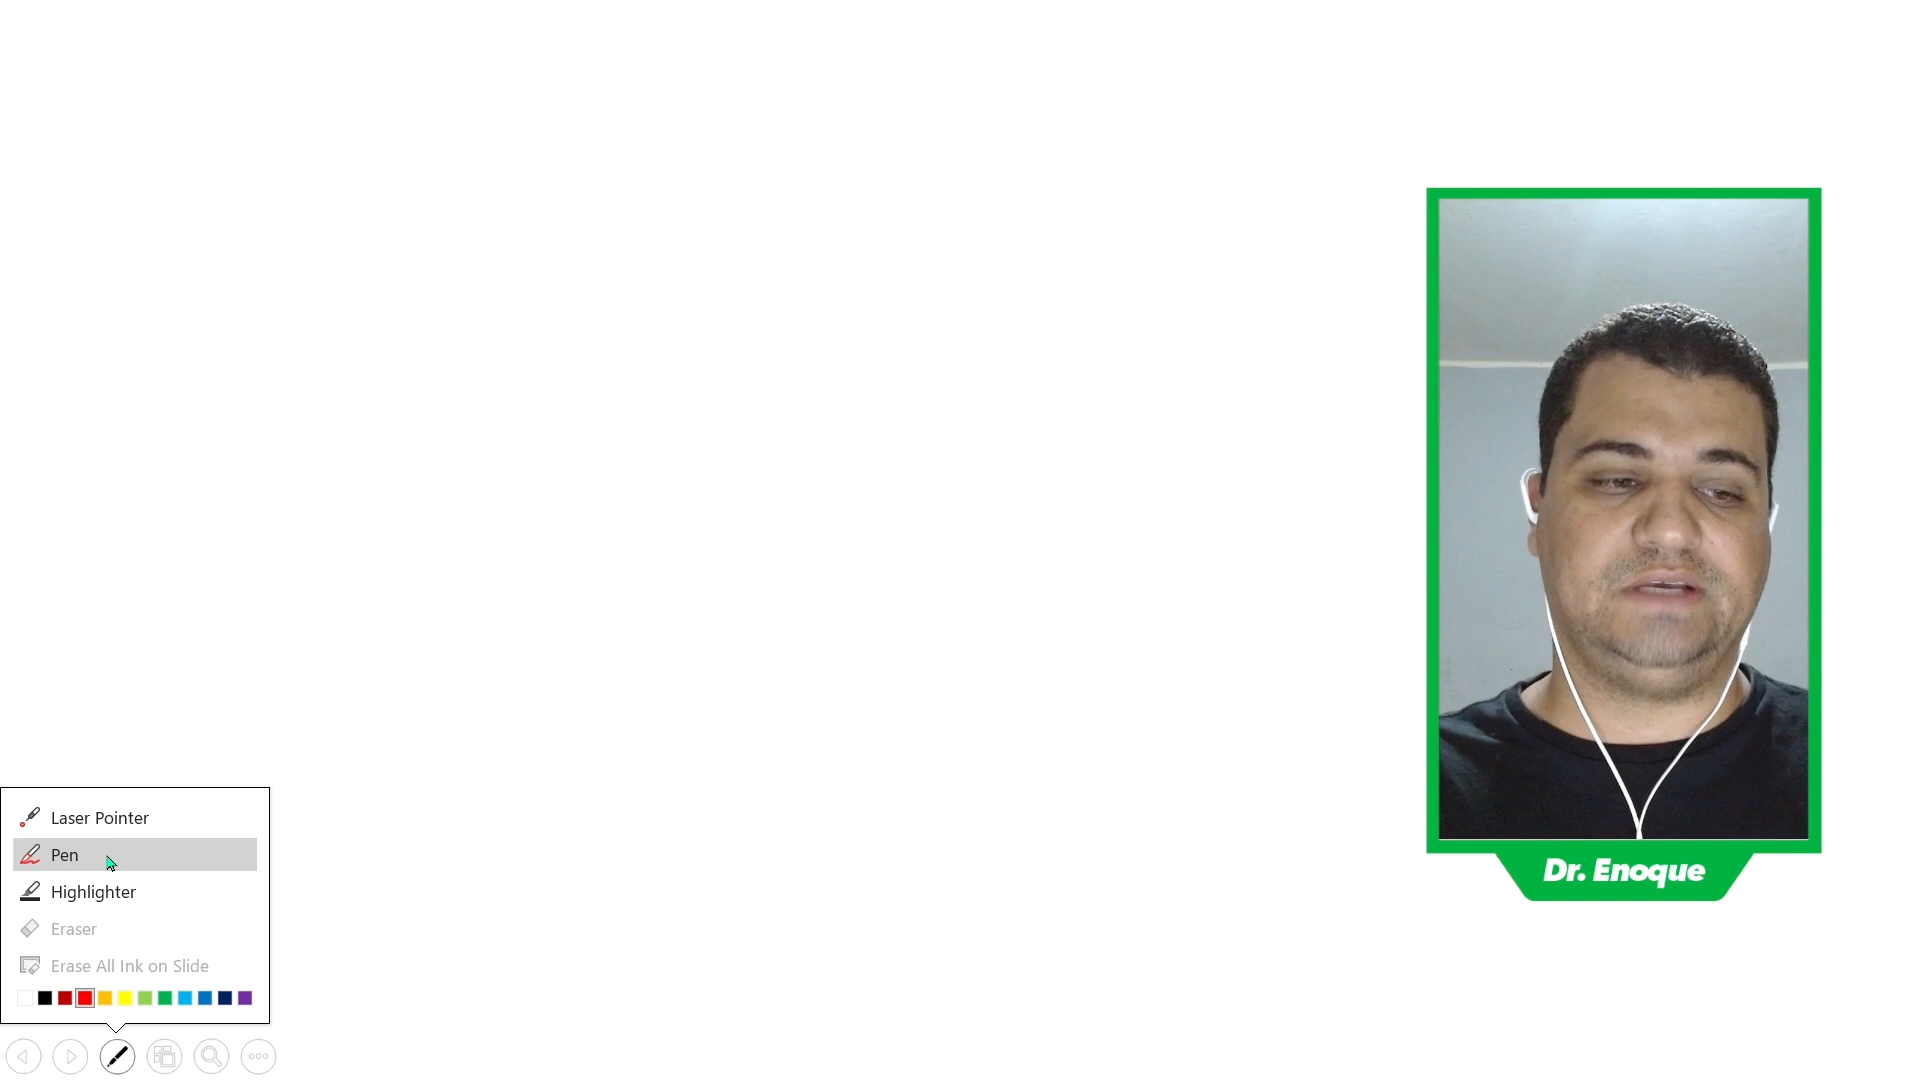 Laser Pointer
Pen
Highlighter
Eraser
Erase All Ink on Slide
Dr. Enoque